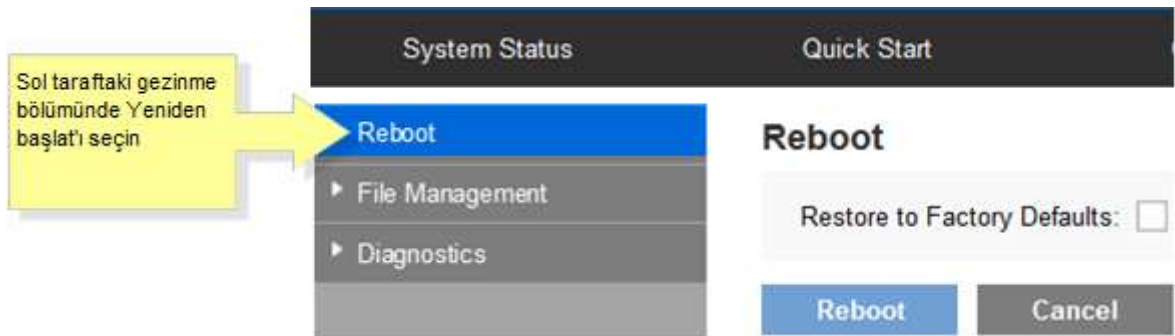 System Status
Quick Start
Sol taraftaki gezinme
bölümünde Yeniden
başlat'ı seçin
Reboot
File Management
Diagnostics
Reboot
Restore to Factory Defaults:
Reboot
Cancel